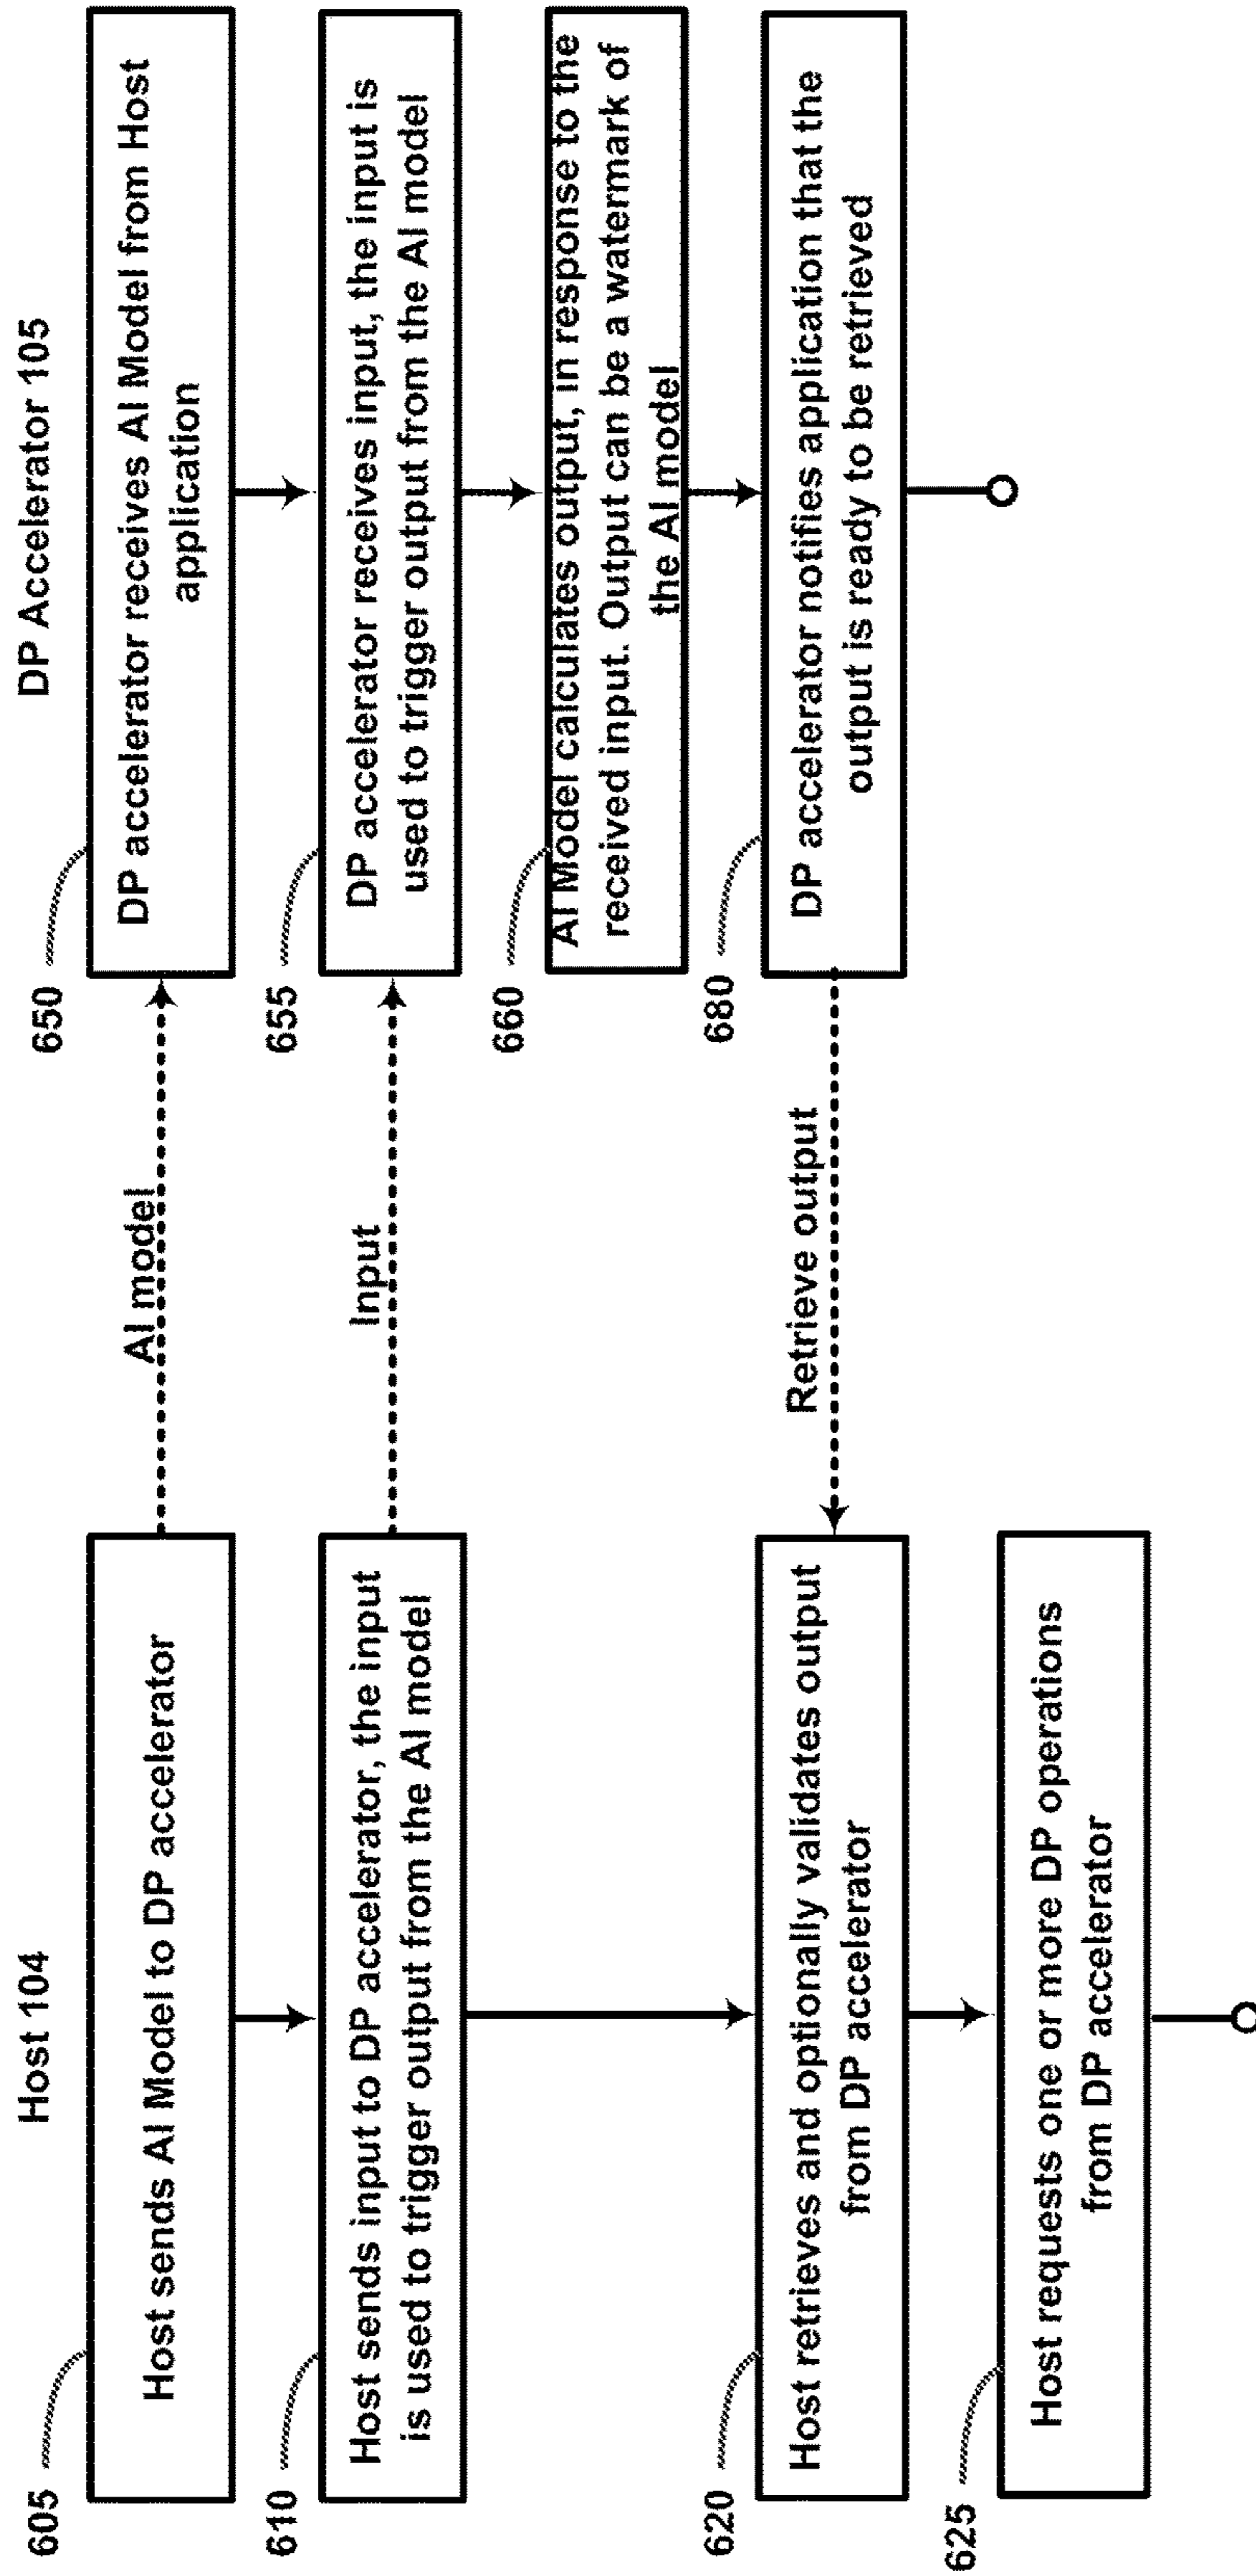 Host 104
DP Accelerator 105
605
Host sends AI Model to DP accelerator
AI model
650
DP accelerator receives AI Model from Host
application
610
Host sends input to DP accelerator, the input
is used to trigger output from the AI model
Input
655
DP accelerator receives input, the input is
used to trigger output from the AI model
660
AI Model calculates output, in response to the
received input. Output can be a watermark of
the AI model
620
Host retrieves and optionally validates output
from DP accelerator
Retrieve output
680
DP accelerator notifies application that the
output is ready to be retrieved
625
Host requests one or more DP operations
from DP accelerator